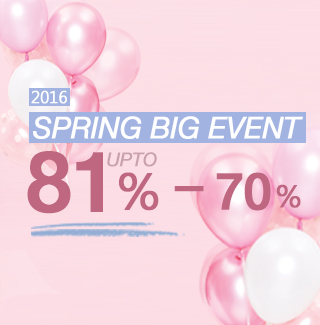 2016
SPRING BIG EVENT
UPTO
81% – 70%